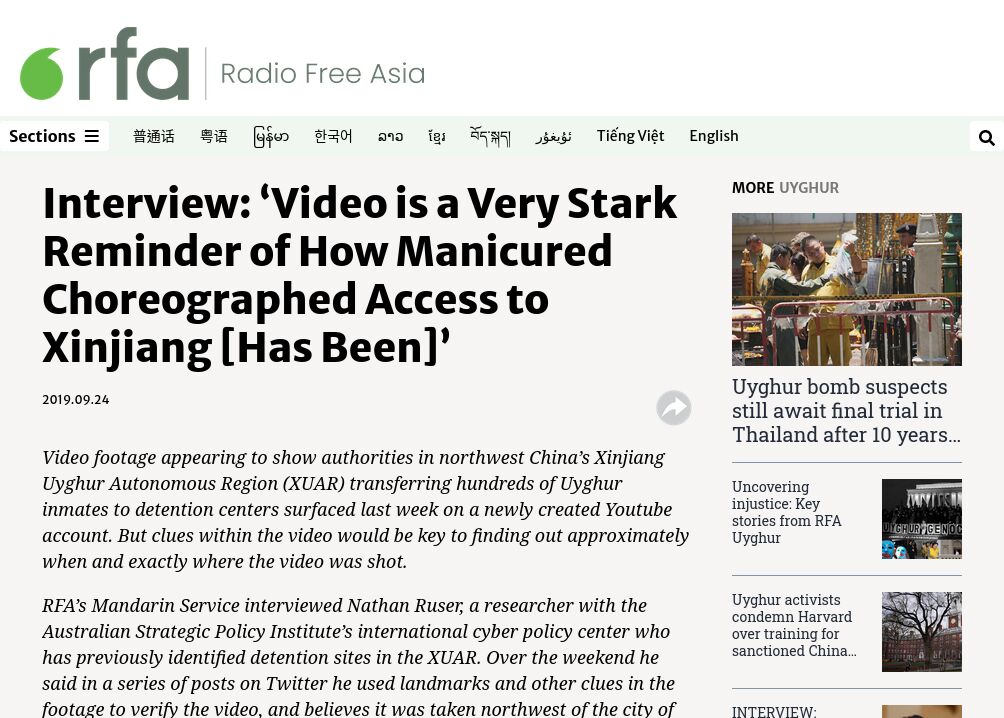 rfa Radio Free Asia
Sections 普通话 粤语 မြန်မာ 한국어 ລາວ ខ្មែរ བོད་སྐད། ئۇيغۇر Tiếng Việt English
Interview: ‘Video is a Very Stark
Reminder of How Manicured
Choreographed Access to
Xinjiang [Has Been]’
2019.09.24
Video footage appearing to show authorities in northwest China’s Xinjiang
Uyghur Autonomous Region (XUAR) transferring hundreds of Uyghur
inmates to detention centers surfaced last week on a newly created Youtube
account. But clues within the video would be key to finding out approximately
when and exactly where the video was shot.
RFA’s Mandarin Service interviewed Nathan Ruser, a researcher with the
Australian Strategic Policy Institute’s international cyber policy center who
has previously identified detention sites in the XUAR. Over the weekend he
said in a series of posts on Twitter he used landmarks and other clues in the
footage to verify the video, and believes it was taken northwest of the city of
MORE UYGHUR
Uyghur bomb suspects
still await final trial in
Thailand after 10 years...
Uncovering
injustice: Key
stories from RFA
Uyghur
UYGHUR GENOC
Uyghur activists
condemn Harvard
over training for
sanctioned China...
INTERVIEW: